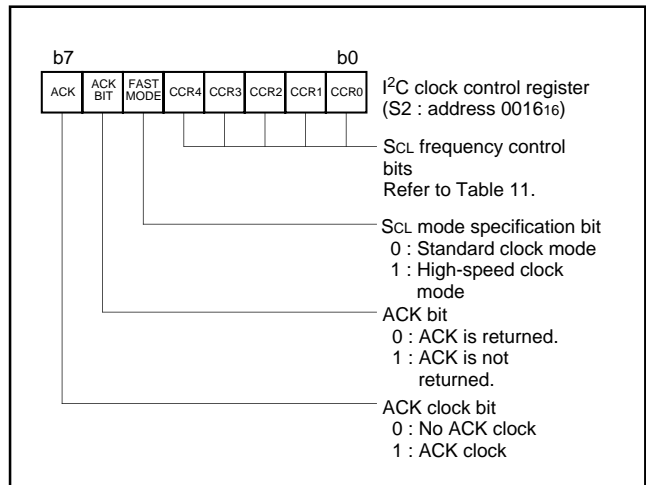 b7 b0
ACK ACK BIT FAST MODE CCR4 CCR3 CCR2 CCR1 CCR0
I²C clock control register
(S2 : address 001616)
SCL frequency control
bits
Refer to Table 11.
SCL mode specification bit
0 : Standard clock mode
1 : High-speed clock
mode
ACK bit
0 : ACK is returned.
1 : ACK is not
returned.
ACK clock bit
0 : No ACK clock
1 : ACK clock